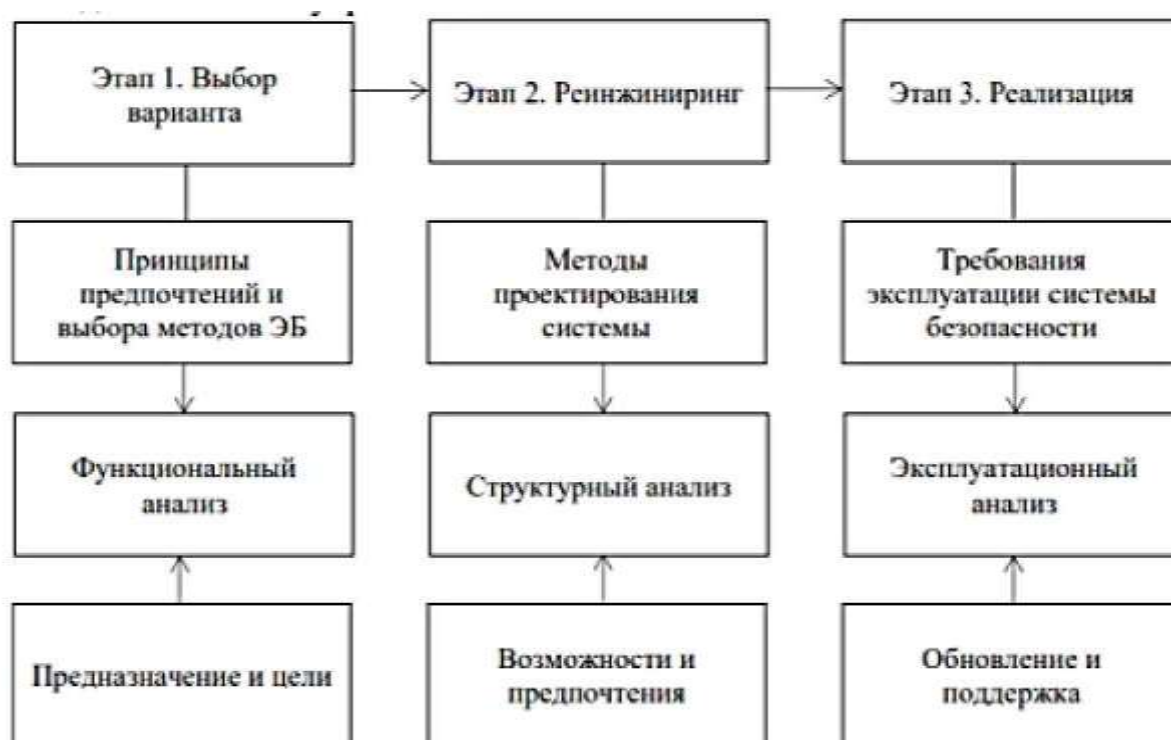 Этап 1. Выбор
варианта
Этап 2. Реинжиниринг
Этап 3. Реализация
Принципы
предпочтений и
выбора методов ЭБ
Методы
проектирования
системы
Требования
эксплуатации системы
безопасности
Функциональный
анализ
Структурный анализ
Эксплуатационный
анализ
Предназначение и цели
Возможности и
предпочтения
Обновление и
поддержка